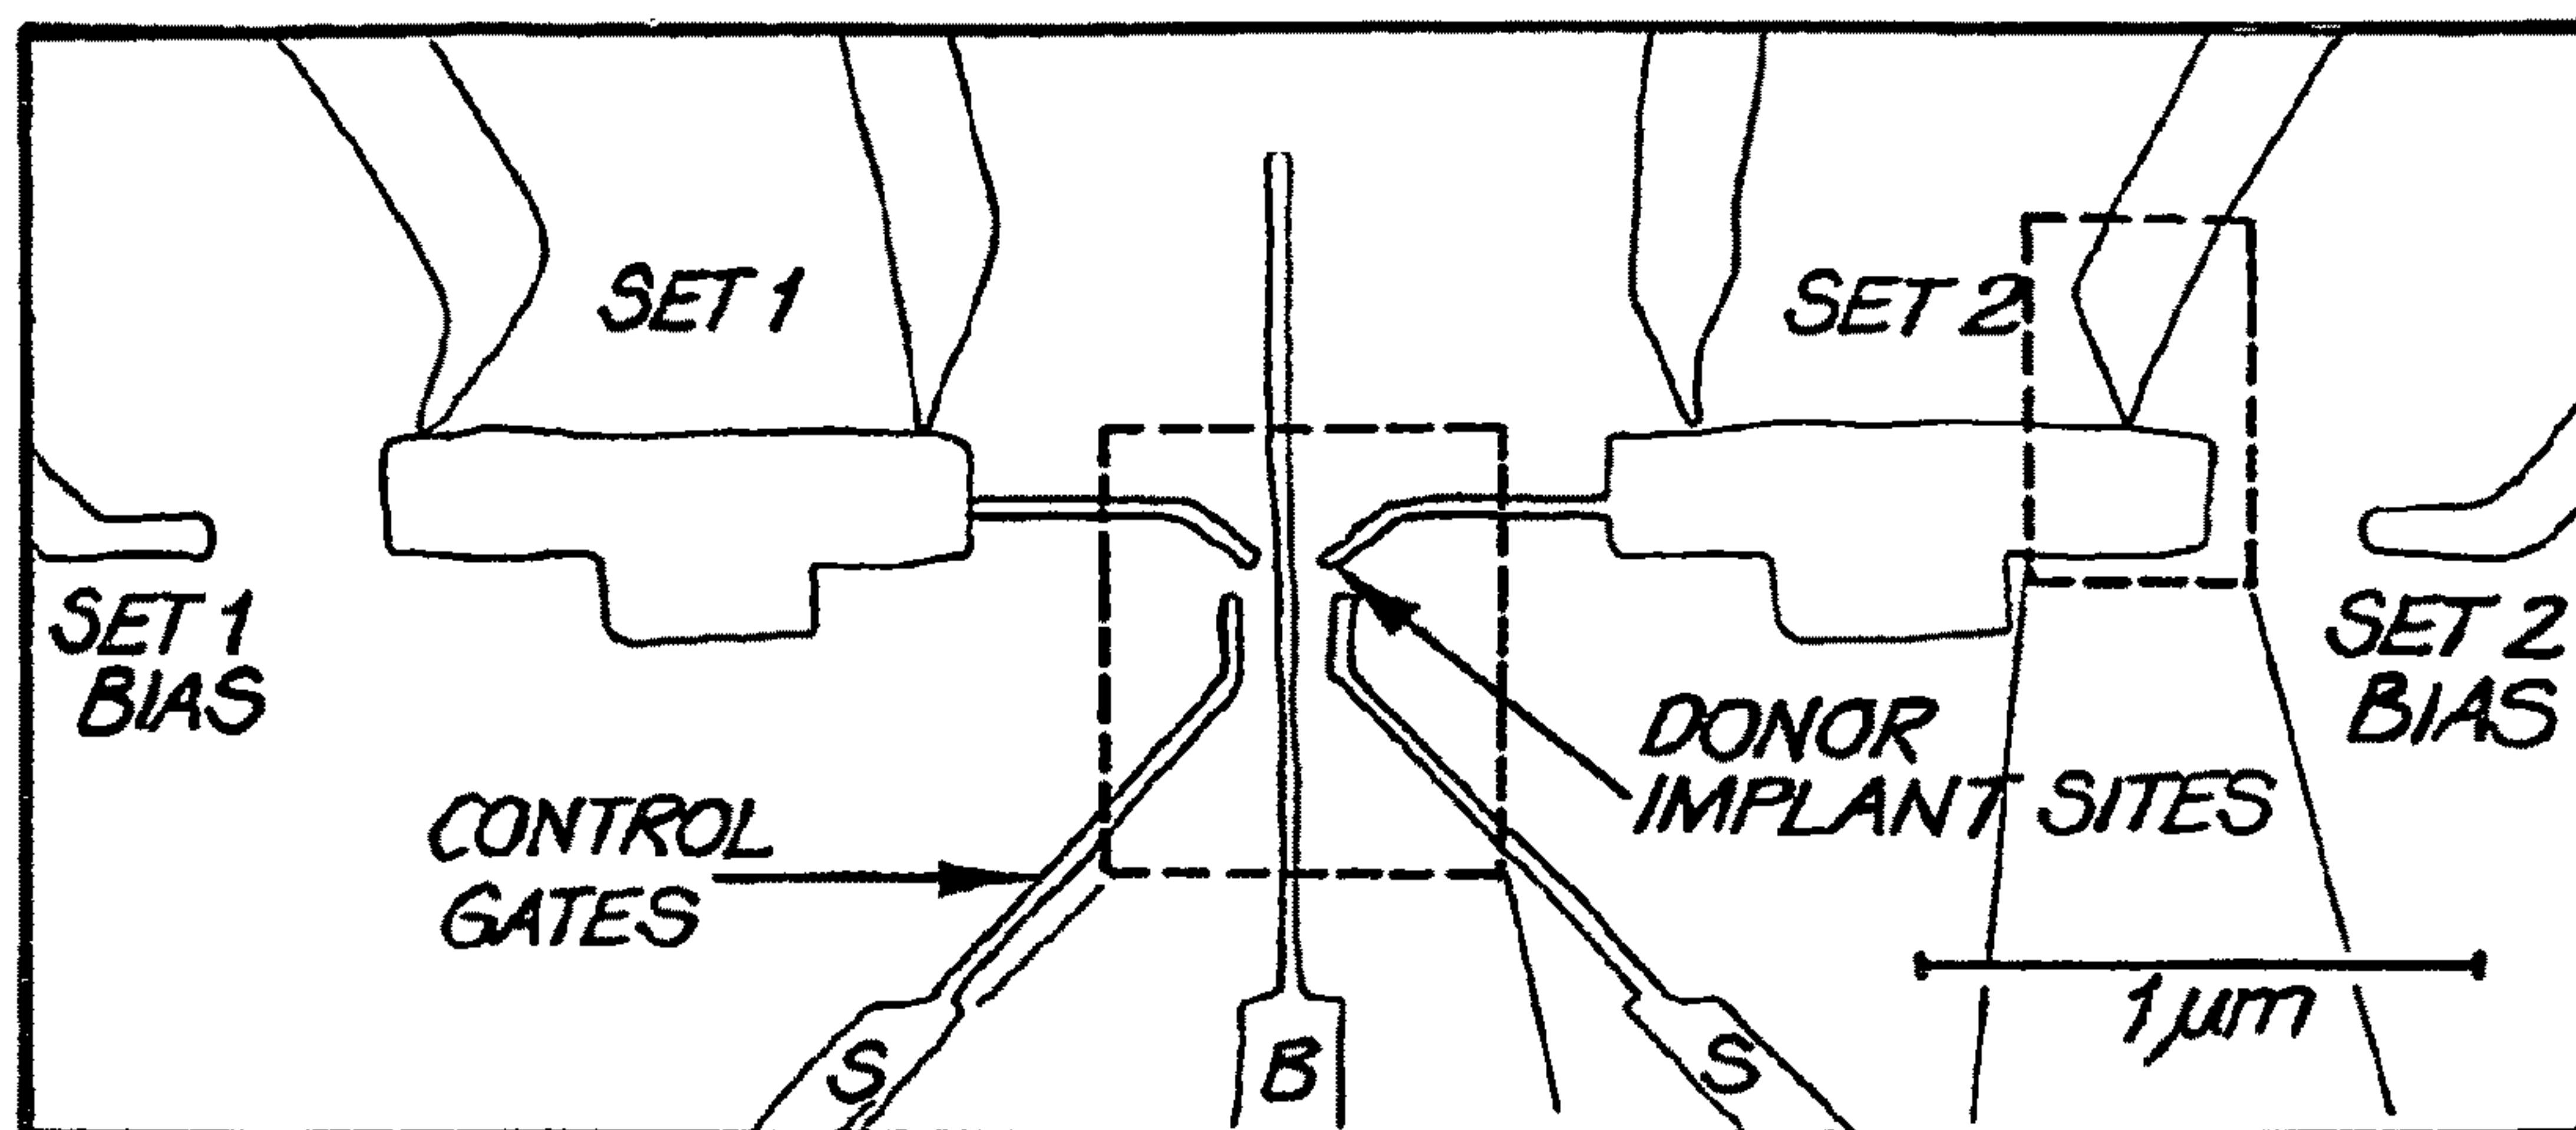 SET 1
SET 2
SET 1
BIAS
SET 2
BIAS
DONOR
IMPLANT SITES
CONTROL
GATES
1 µm
S
B
S